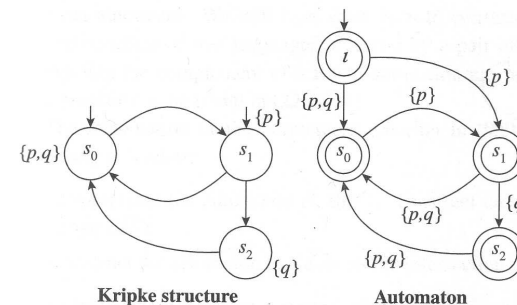 ι
{p}
{p,q}
{p}
{p}
{p,q}
s0
s1
s0
s1
{p,q}
s2
{q}
{p,q}
s2
Kripke structure
Automaton